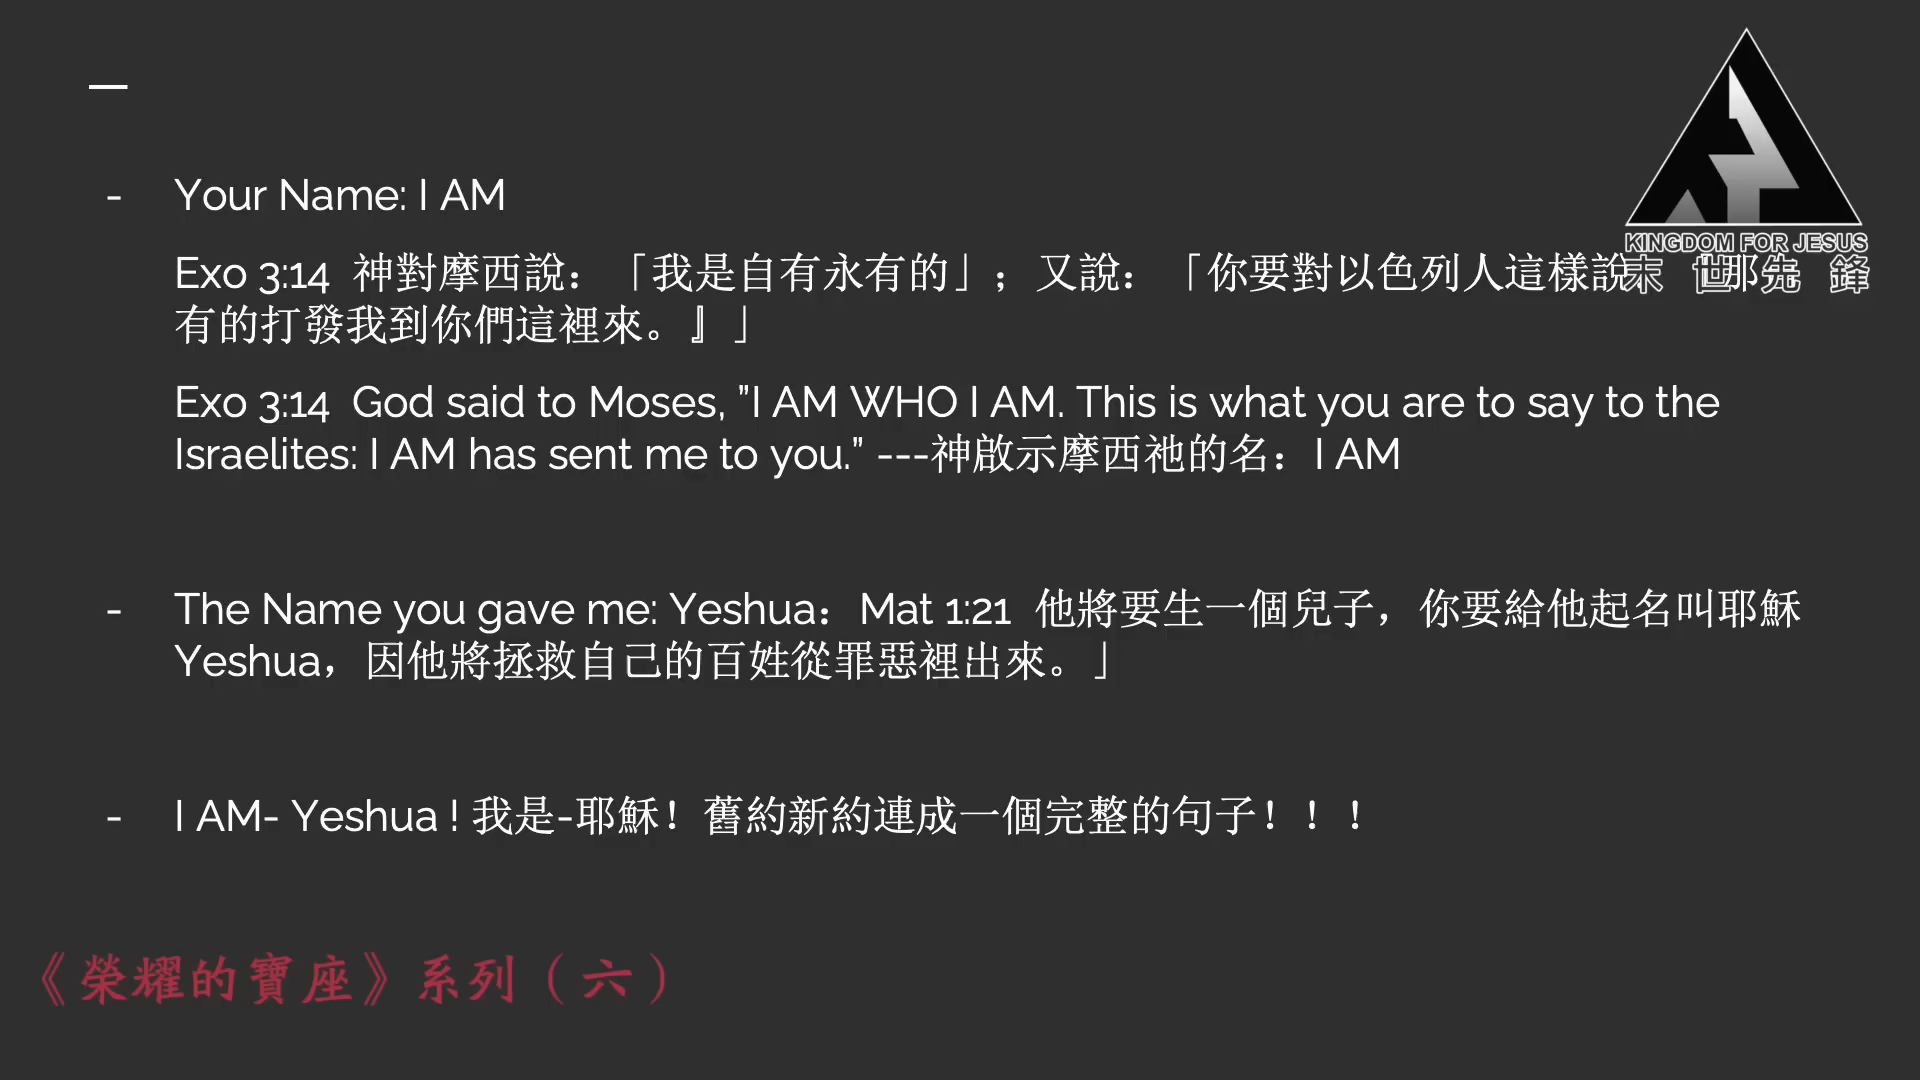 - Your Name: I AM
Exo 3:14 神對摩西說：「我是自有永有的」；又說：「你要對以色列人這樣說 那
有的打發我到你們這裡來。』」
Exo 3:14 God said to Moses, ”I AM WHO I AM. This is what you are to say to the
Israelites: I AM has sent me to you.” ---神啟示摩西祂的名：I AM
- The Name you gave me: Yeshua：Mat 1:21 他將要生一個兒子，你要給他起名叫耶穌
Yeshua，因他將拯救自己的百姓從罪惡裡出來。」
- I AM- Yeshua ! 我是-耶穌！舊約新約連成一個完整的句子！！！
KINGDOM FOR JESUS
末世先鋒
《榮耀的寶座》系列（六）